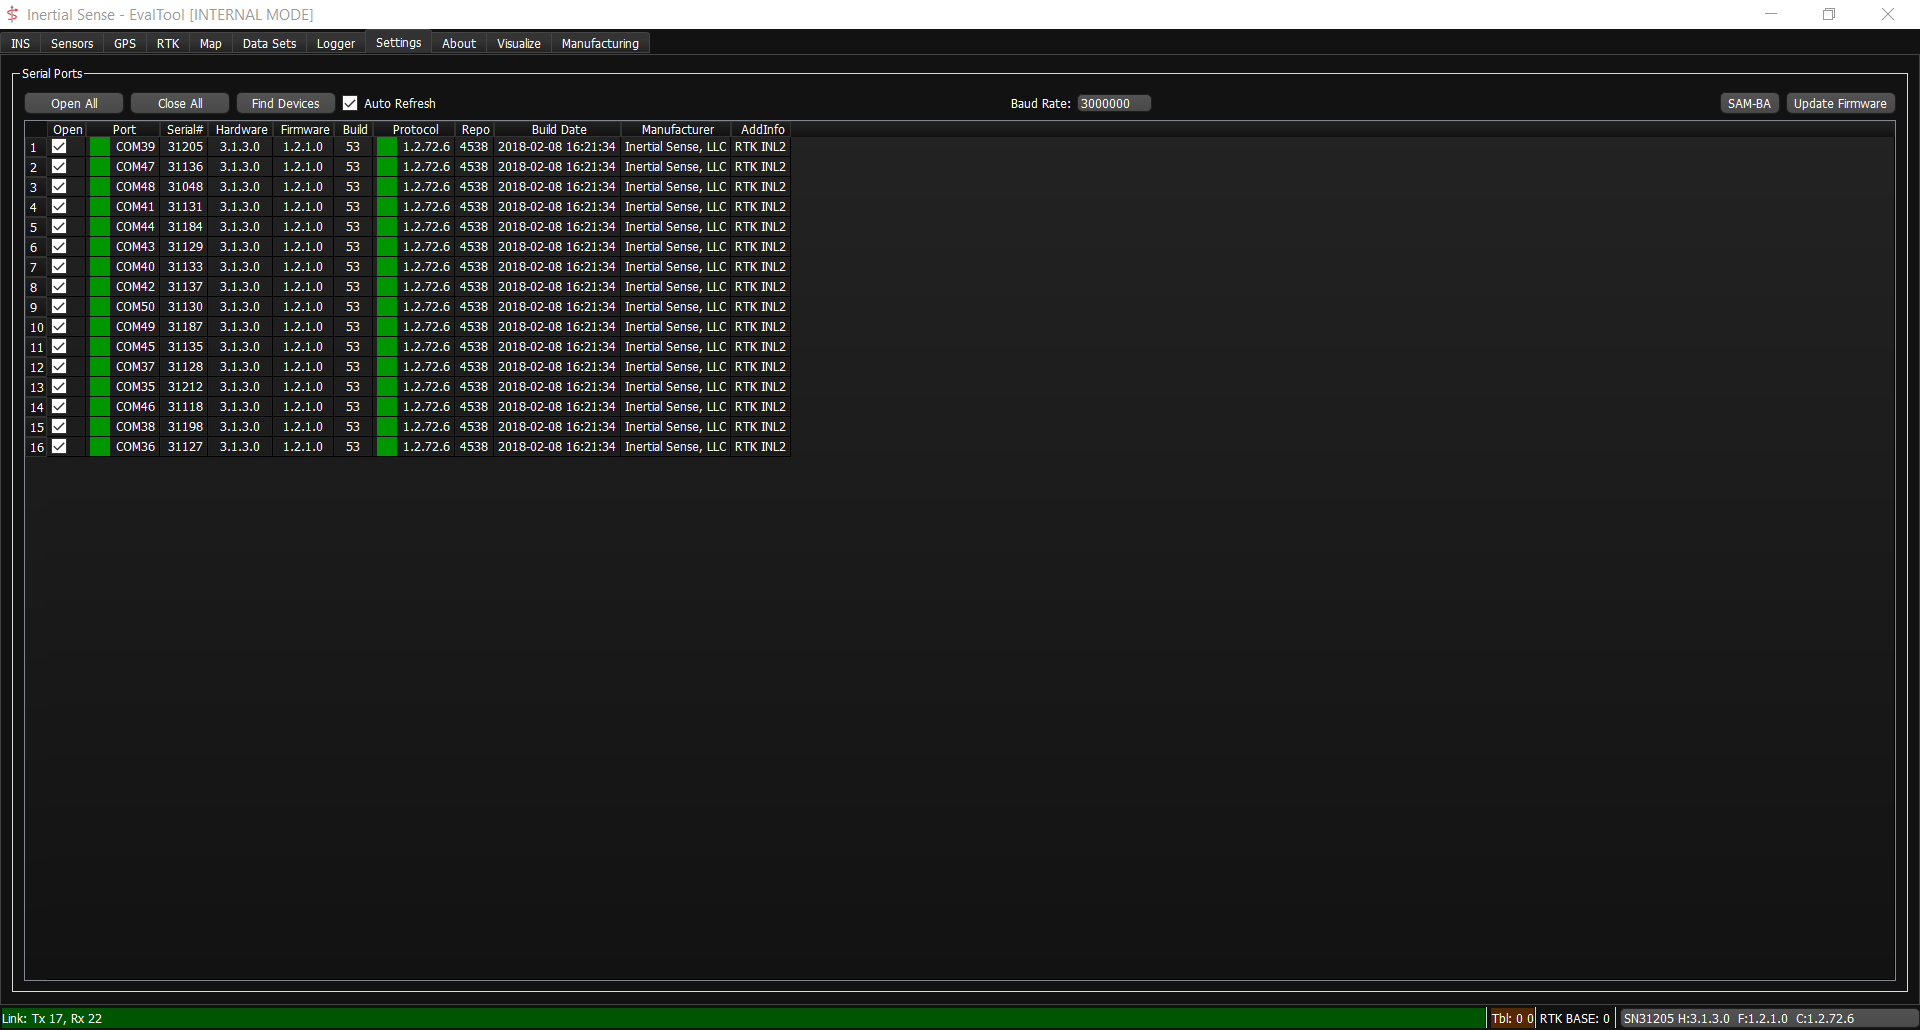 Inertial Sense - EvalTool [INTERNAL MODE]
INS Sensors GPS RTK Map Data Sets Logger Settings About Visualize Manufacturing
Serial Ports
Open All Close All Find Devices Auto Refresh Baud Rate: 3000000 SAM-BA Update Firmware
Open Port Serial# Hardware Firmware Build Protocol Repo Build Date Manufacturer AddInfo
1 COM39 31205 3.1.3.0 1.2.1.0 53 1.2.72.6 4538 2018-02-08 16:21:34 Inertial Sense, LLC RTK INL2
2 COM47 31136 3.1.3.0 1.2.1.0 53 1.2.72.6 4538 2018-02-08 16:21:34 Inertial Sense, LLC RTK INL2
3 COM48 31048 3.1.3.0 1.2.1.0 53 1.2.72.6 4538 2018-02-08 16:21:34 Inertial Sense, LLC RTK INL2
4 COM41 31131 3.1.3.0 1.2.1.0 53 1.2.72.6 4538 2018-02-08 16:21:34 Inertial Sense, LLC RTK INL2
5 COM44 31184 3.1.3.0 1.2.1.0 53 1.2.72.6 4538 2018-02-08 16:21:34 Inertial Sense, LLC RTK INL2
6 COM43 31129 3.1.3.0 1.2.1.0 53 1.2.72.6 4538 2018-02-08 16:21:34 Inertial Sense, LLC RTK INL2
7 COM40 31133 3.1.3.0 1.2.1.0 53 1.2.72.6 4538 2018-02-08 16:21:34 Inertial Sense, LLC RTK INL2
8 COM42 31137 3.1.3.0 1.2.1.0 53 1.2.72.6 4538 2018-02-08 16:21:34 Inertial Sense, LLC RTK INL2
9 COM50 31130 3.1.3.0 1.2.1.0 53 1.2.72.6 4538 2018-02-08 16:21:34 Inertial Sense, LLC RTK INL2
10 COM49 31187 3.1.3.0 1.2.1.0 53 1.2.72.6 4538 2018-02-08 16:21:34 Inertial Sense, LLC RTK INL2
11 COM45 31135 3.1.3.0 1.2.1.0 53 1.2.72.6 4538 2018-02-08 16:21:34 Inertial Sense, LLC RTK INL2
12 COM37 31128 3.1.3.0 1.2.1.0 53 1.2.72.6 4538 2018-02-08 16:21:34 Inertial Sense, LLC RTK INL2
13 COM35 31212 3.1.3.0 1.2.1.0 53 1.2.72.6 4538 2018-02-08 16:21:34 Inertial Sense, LLC RTK INL2
14 COM46 31118 3.1.3.0 1.2.1.0 53 1.2.72.6 4538 2018-02-08 16:21:34 Inertial Sense, LLC RTK INL2
15 COM38 31198 3.1.3.0 1.2.1.0 53 1.2.72.6 4538 2018-02-08 16:21:34 Inertial Sense, LLC RTK INL2
16 COM36 31127 3.1.3.0 1.2.1.0 53 1.2.72.6 4538 2018-02-08 16:21:34 Inertial Sense, LLC RTK INL2
Link: Tx 17, Rx 22 Tbl: 0 0 RTK BASE: 0 SN31205 H:3.1.3.0 F:1.2.1.0 C:1.2.72.6